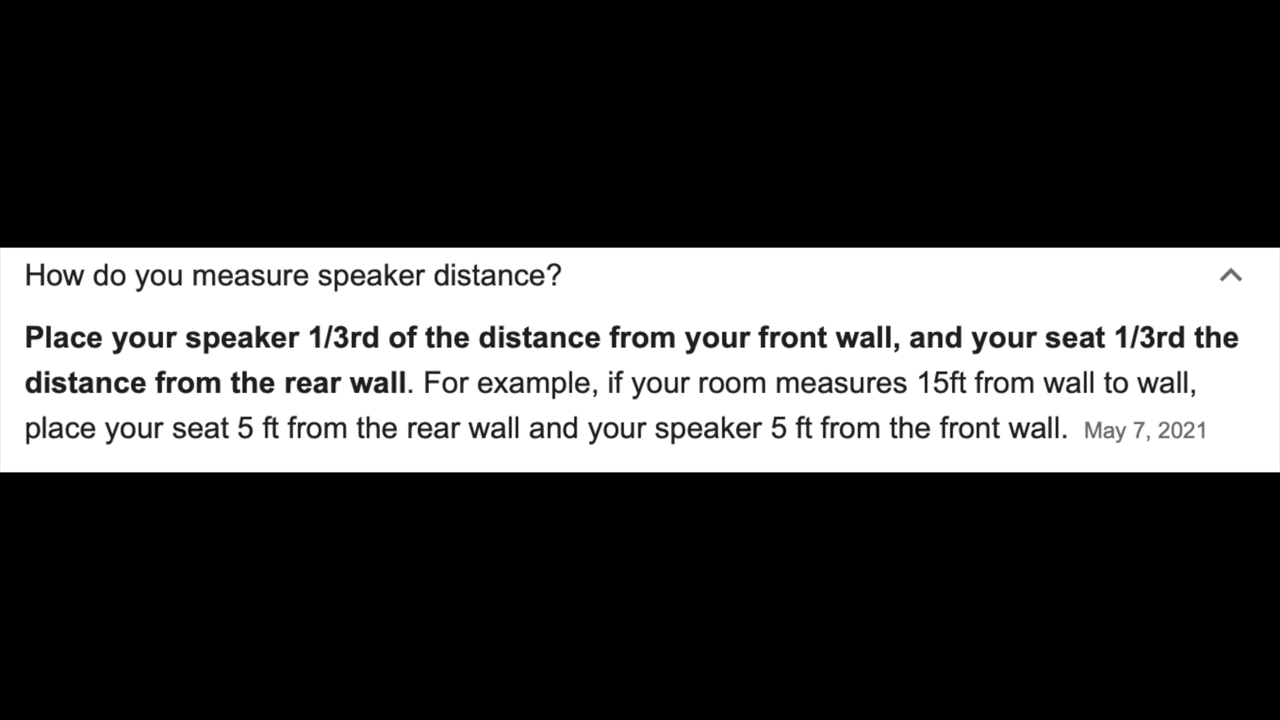 How do you measure speaker distance?
Place your speaker 1/3rd of the distance from your front wall, and your seat 1/3rd the
distance from the rear wall. For example, if your room measures 15ft from wall to wall,
place your seat 5 ft from the rear wall and your speaker 5 ft from the front wall. May 7, 2021